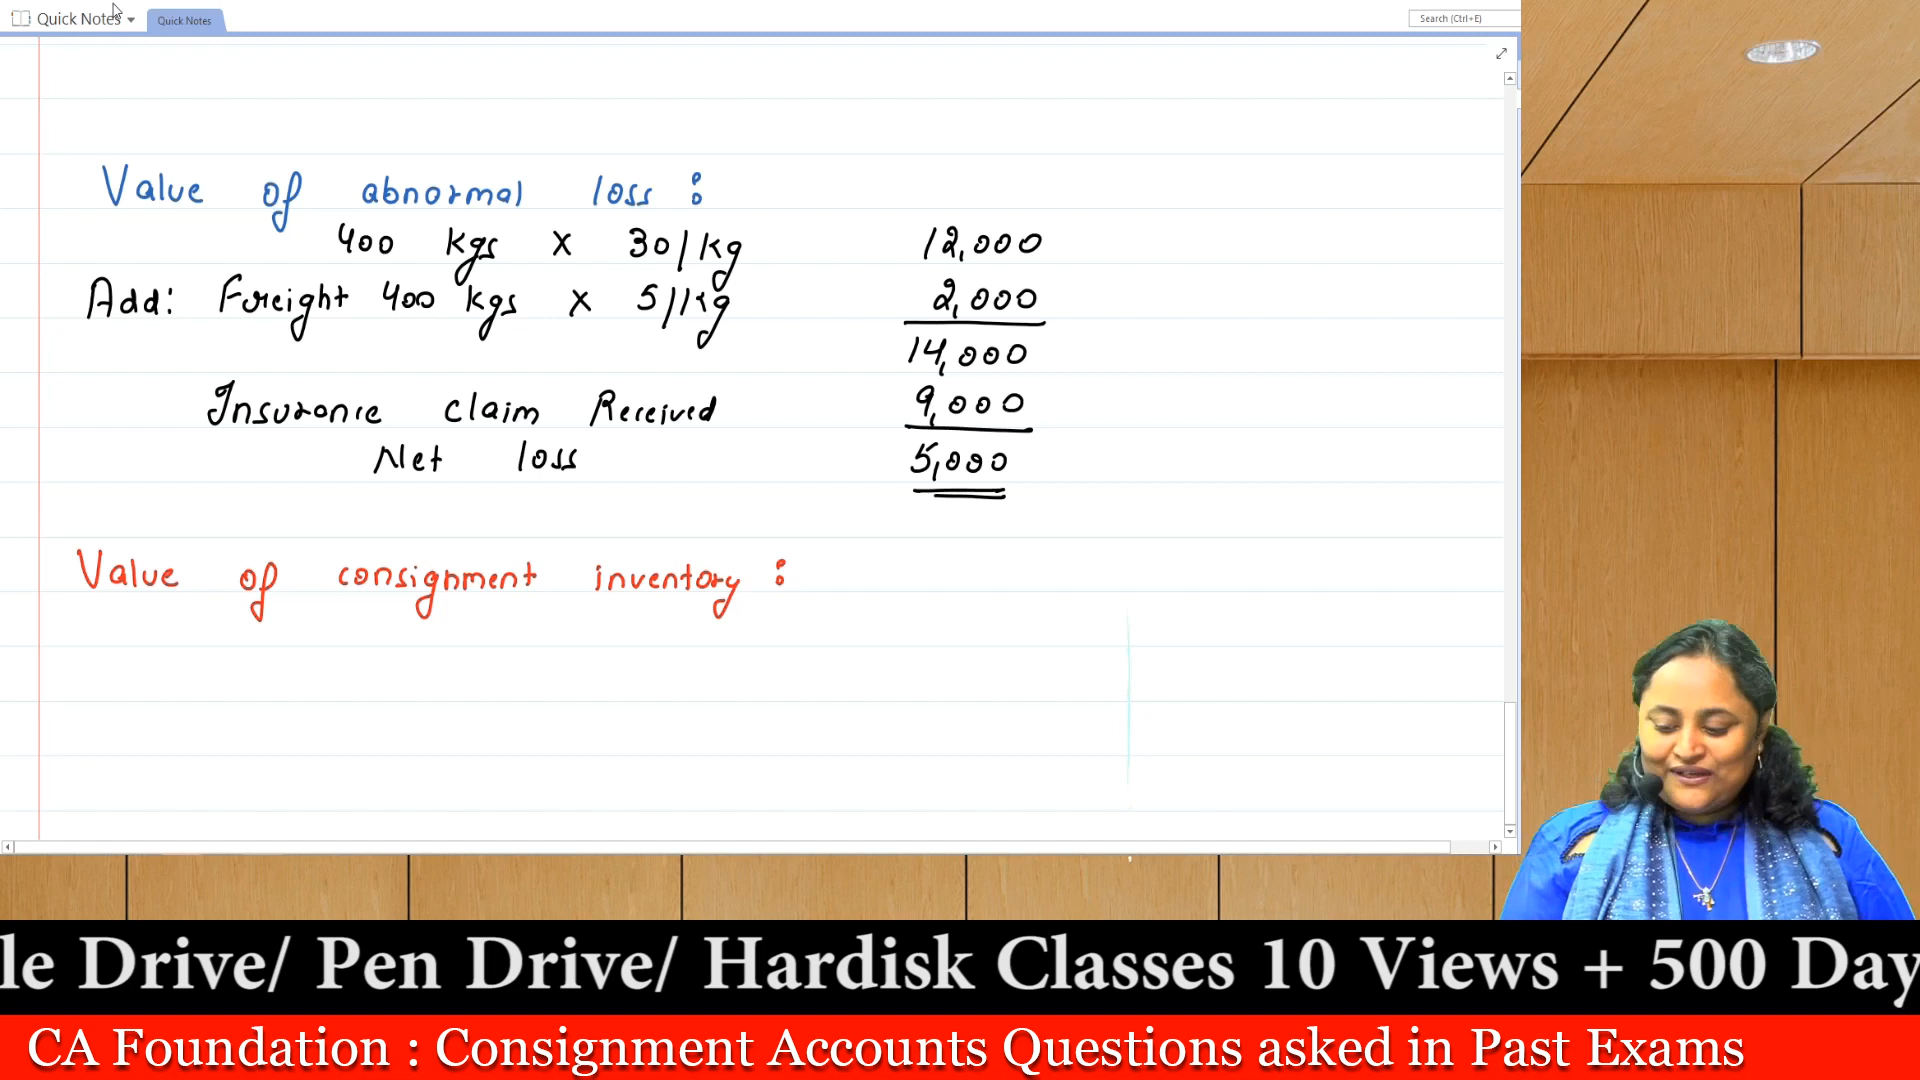 Quick Notes
Quick Notes
Search (Ctrl+E)
Value of abnormal loss :
400 kgs x 30/kg 12,000
Add: Freight 400 kgs x 5/kg 2,000
14,000
Insurance claim Received 9,000
Net loss 5,000
Value of consignment inventory :
le Drive/ Pen Drive/ Hardisk Classes 10 Views + 500 Day
CA Foundation : Consignment Accounts Questions asked in Past Exams